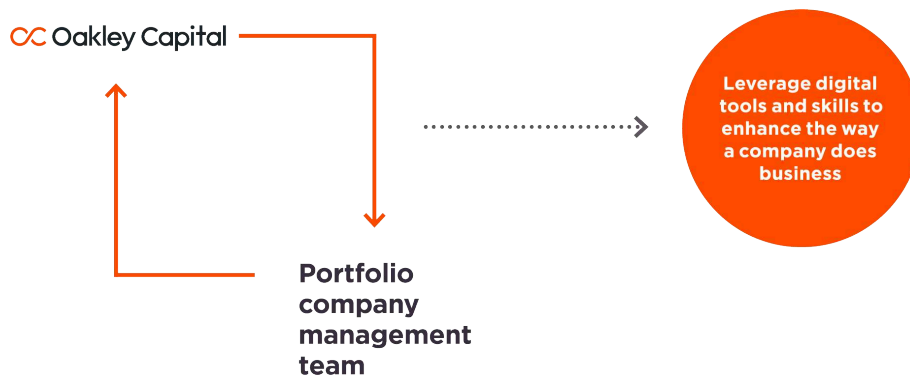 Oakley Capital
Leverage digital
tools and skills to
enhance the way
a company does
business
Portfolio
company
management
team